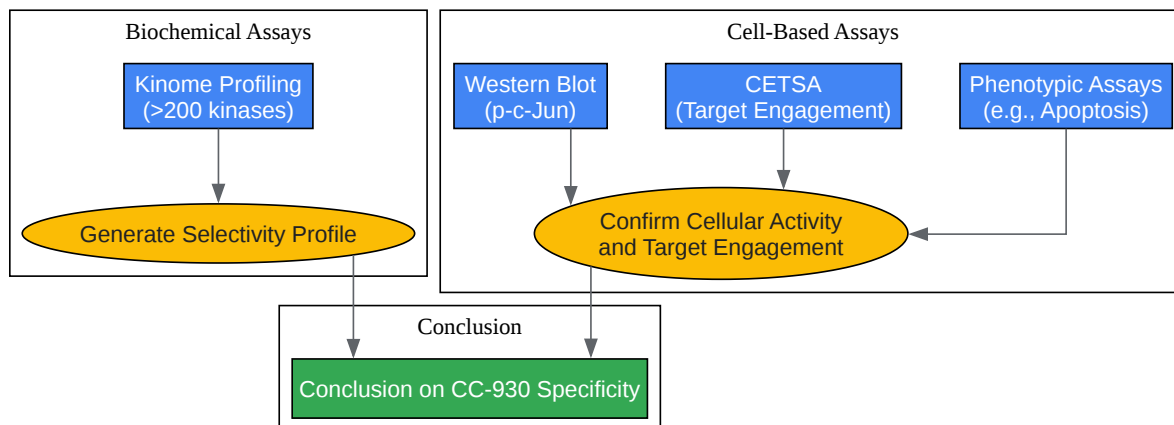 Biochemical Assays
Kinome Profiling
(>200 kinases)
Generate Selectivity Profile
Cell-Based Assays
Western Blot
(p-c-Jun)
CETSA
(Target Engagement)
Phenotypic Assays
(e.g., Apoptosis)
Confirm Cellular Activity
and Target Engagement
Conclusion
Conclusion on CC-930 Specificity